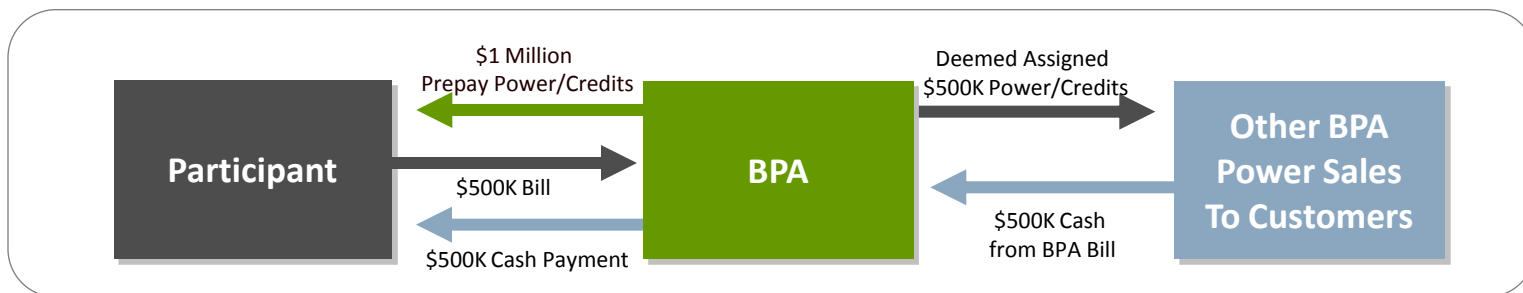 $1 Million
Prepay Power/Credits
Deemed Assigned
$500K Power/Credits
Participant
BPA
Other BPA
Power Sales
To Customers
$500K Bill
$500K Cash Payment
$500K Cash
from BPA Bill